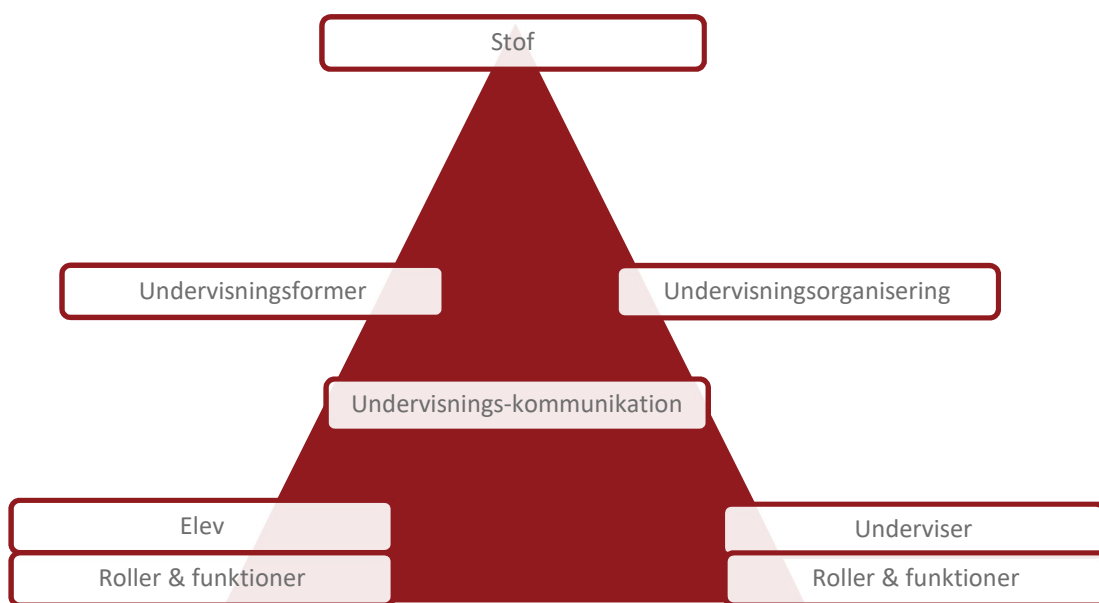 Stof
Undervisningsformer
Undervisningsorganisering
Undervisnings-kommunikation
Elev
Underviser
Roller & funktioner
Roller & funktioner